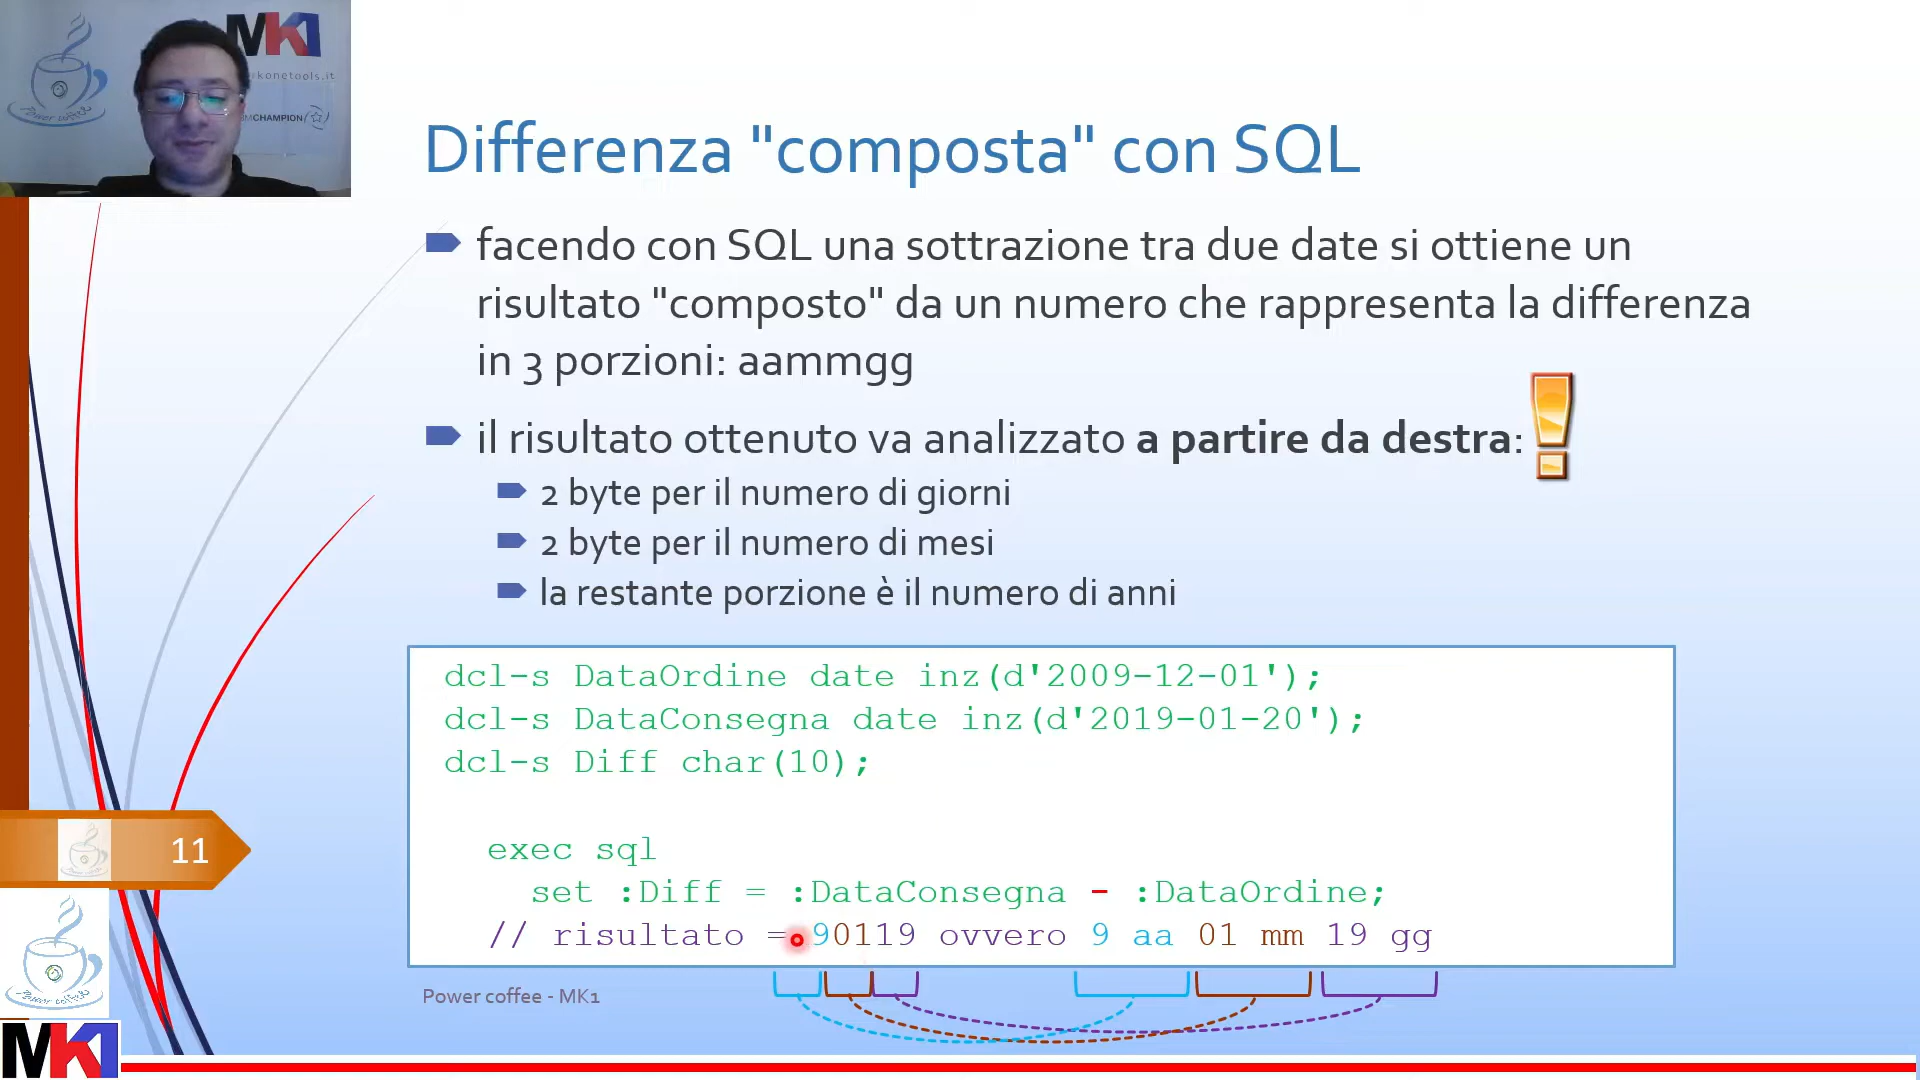 MK1
konetools.it
Power coffee
CHAMPION
Differenza "composta" con SQL
facendo con SQL una sottrazione tra due date si ottiene un
risultato "composto" da un numero che rappresenta la differenza
in 3 porzioni: aammgg
il risultato ottenuto va analizzato a partire da destra:
2 byte per il numero di giorni
2 byte per il numero di mesi
la restante porzione è il numero di anni
dcl-s DataOrdine date inz(d'2009-12-01');
dcl-s DataConsegna date inz(d'2019-01-20');
dcl-s Diff char(10);
exec sql
set :Diff = :DataConsegna - :DataOrdine;
// risultato = 90119 ovvero 9 aa 01 mm 19 gg
11
Power coffee - MK1
Power coffee
MK1